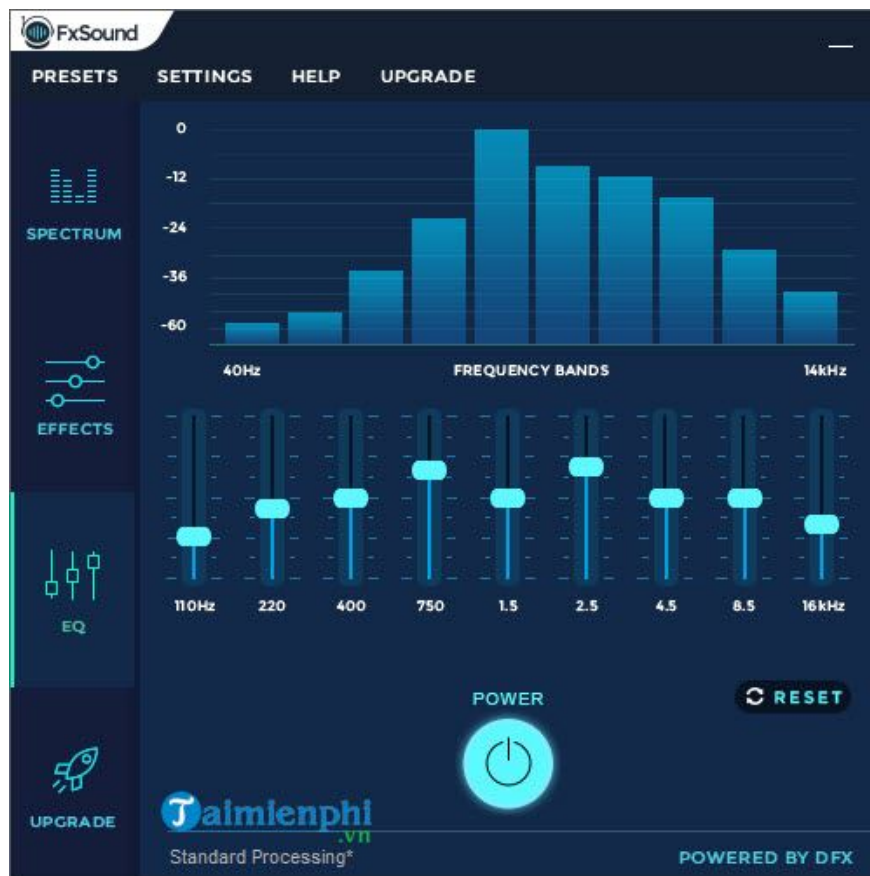 FxSound
PRESETS SETTINGS HELP UPGRADE
0
-12
-24
-36
-60
SPECTRUM
40Hz FREQUENCY BANDS 14kHz
EFFECTS
110Hz 220 400 750 1.5 2.5 4.5 8.5 16kHz
EQ
POWER
RESET
UPGRADE
Taimienphi
.vn
Standard Processing*
POWERED BY DFX